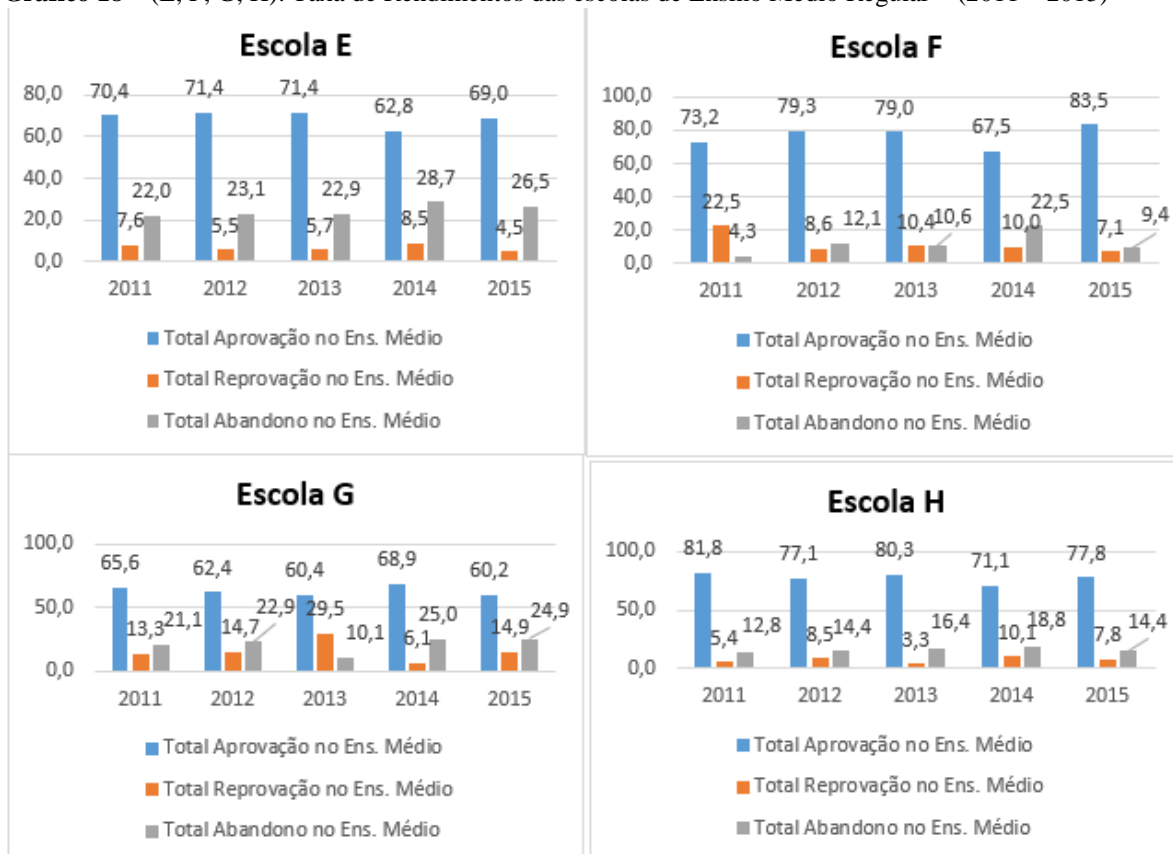 Escola E
80,0
60,0
40,0
20,0
0,0
70,4 71,4 71,4 62,8 69,0
7,6 5,5 5,7 8,5 4,5
22,0 23,1 22,9 28,7 26,5
2011 2012 2013 2014 2015
Total Aprovação no Ens. Médio
Total Reprovação no Ens. Médio
Total Abandono no Ens. Médio
Escola F
100,0
80,0
60,0
40,0
20,0
0,0
73,2 79,3 79,0 67,5 83,5
22,5 8,6 10,4 10,0 7,1
4,3 12,1 10,6 22,5 9,4
2011 2012 2013 2014 2015
Total Aprovação no Ens. Médio
Total Reprovação no Ens. Médio
Total Abandono no Ens. Médio
Escola G
100,0
50,0
0,0
65,6 62,4 60,4 68,9 60,2
13,3 14,7 29,5 6,1 14,9
21,1 22,9 10,1 25,0 24,9
2011 2012 2013 2014 2015
Total Aprovação no Ens. Médio
Total Reprovação no Ens. Médio
Total Abandono no Ens. Médio
Escola H
100,0
50,0
0,0
81,8 77,1 80,3 71,1 77,8
5,4 8,5 3,3 10,1 7,8
12,8 14,4 16,4 18,8 14,4
2011 2012 2013 2014 2015
Total Aprovação no Ens. Médio
Total Reprovação no Ens. Médio
Total Abandono no Ens. Médio